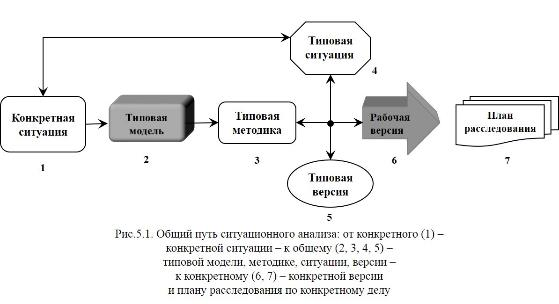 Типовая
ситуация
4
Конкретная
ситуация
1
Типовая
модель
2
Типовая
методика
3
Рабочая
версия
6
План
расследования
7
Типовая
версия
5
Рис.5.1. Общий путь ситуационного анализа: от конкретного (1) –
конкретной ситуации – к общему (2, 3, 4, 5) –
типовой модели, методике, ситуации, версии –
к конкретному (6, 7) – конкретной версии
и плану расследования по конкретному делу